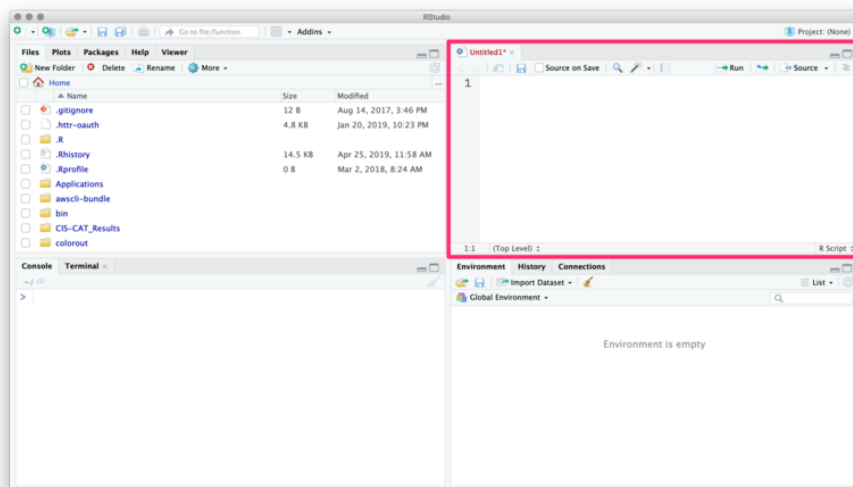 RStudio
Go to file/function
Addins
Project: (None)
Files Plots Packages Help Viewer
New Folder Delete Rename More
Home
...
Name Size Modified
.gitignore 12 B Aug 14, 2017, 3:46 PM
.httr-oauth 4.8 KB Jan 20, 2019, 10:23 PM
.R
.Rhistory 14.5 KB Apr 25, 2019, 11:58 AM
.Rprofile 0 B Mar 2, 2018, 8:24 AM
Applications
awscli-bundle
bin
CIS-CAT_Results
colorout
Untitled1*
Source on Save Run Source
1
1:1 (Top Level) R Script
Console Terminal
~/
>
Environment History Connections
Import Dataset List
Global Environment
Environment is empty